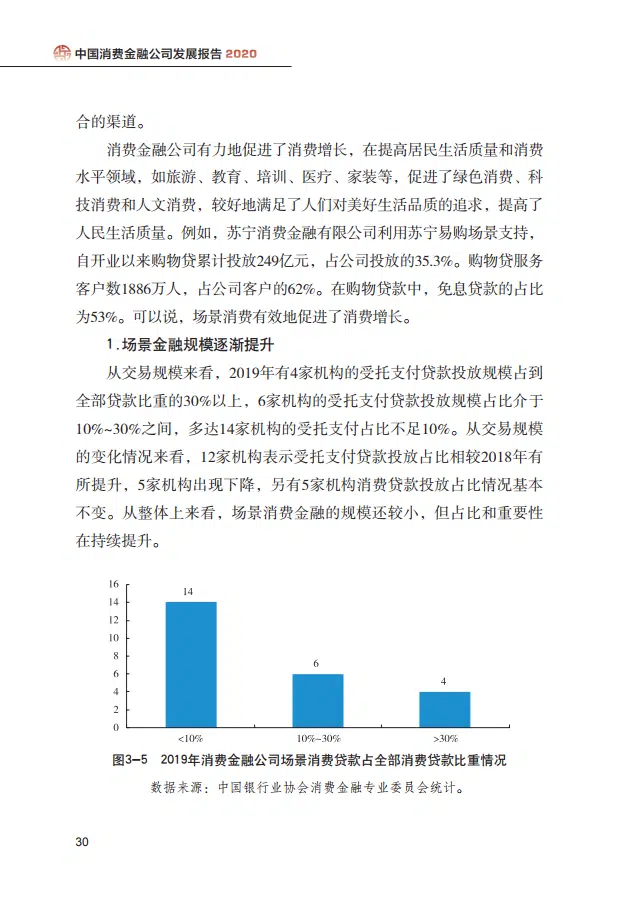 中国消费金融公司发展报告 2020
合的渠道。
消费金融公司有力地促进了消费增长，在提高居民生活质量和消费
水平领域，如旅游、教育、培训、医疗、家装等，促进了绿色消费、科
技消费和人文消费，较好地满足了人们对美好生活品质的追求，提高了
人民生活质量。例如，苏宁消费金融有限公司利用苏宁易购场景支持，
自开业以来购物贷累计投放249亿元，占公司投放的35.3%。购物贷服务
客户数1886万人，占公司客户的62%。在购物贷款中，免息贷款的占比
为53%。可以说，场景消费有效地促进了消费增长。
1.场景金融规模逐渐提升
从交易规模来看，2019年有4家机构的受托支付贷款投放规模占到
全部贷款比重的30%以上，6家机构的受托支付贷款投放规模占比介于
10%~30%之间，多达14家机构的受托支付占比不足10%。从交易规模
的变化情况来看，12家机构表示受托支付贷款投放占比相较2018年有
所提升，5家机构出现下降，另有5家机构消费贷款投放占比情况基本
不变。从整体上来看，场景消费金融的规模还较小，但占比和重要性
在持续提升。
16
14
12
10
8
6
4
2
0
14
6
4
<10%
10%~30%
>30%
图3-5 2019年消费金融公司场景消费贷款占全部消费贷款比重情况
数据来源：中国银行业协会消费金融专业委员会统计。
30